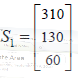 S₁ = [310
130
60]